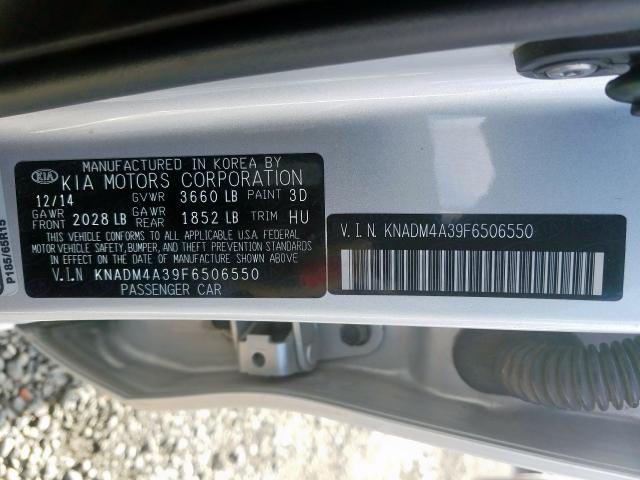 MANUFACTURED IN KOREA BY
KIA KIA MOTORS CORPORATION
12/14 GVWR 3660 LB PAINT 3D
GAWR FRONT 2028 LB GAWR REAR 1852 LB TRIM HU
THIS VEHICLE CONFORMS TO ALL APPLICABLE U.S.A. FEDERAL
MOTOR VEHICLE SAFETY, BUMPER, AND THEFT PREVENTION STANDARDS
IN EFFECT ON THE DATE OF MANUFACTURE SHOWN ABOVE
V.I.N KNADM4A39F6506550
PASSENGER CAR
V.I.N KNADM4A39F6506550
P185/65R15